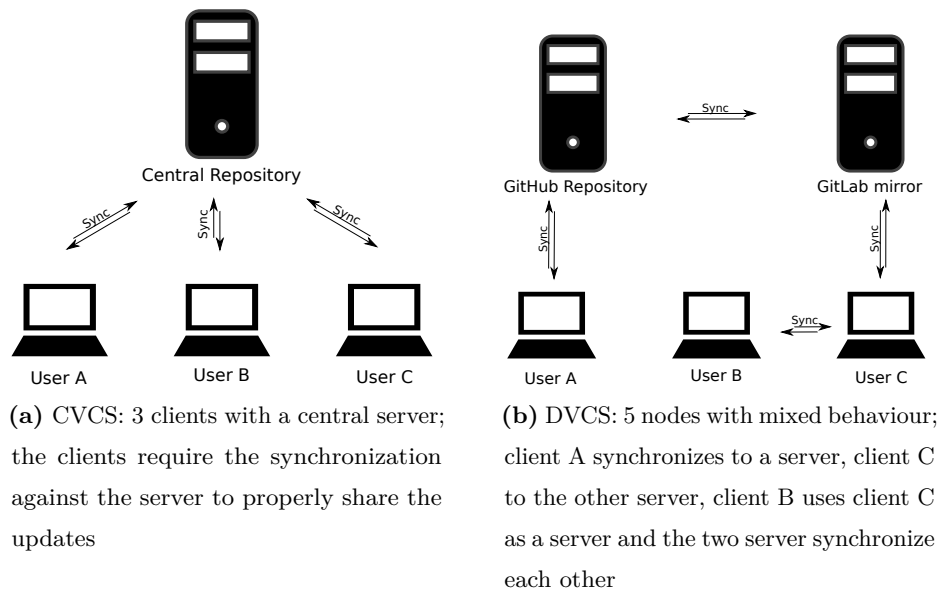 Central Repository
Sync
Sync
Sync
User A
User B
User C
(a) CVCS: 3 clients with a central server;
the clients require the synchronization
against the server to properly share the
updates
Sync
GitHub Repository
GitLab mirror
Sync
Sync
Sync
User A
User B
User C
(b) DVCS: 5 nodes with mixed behaviour;
client A synchronizes to a server, client C
to the other server, client B uses client C
as a server and the two server synchronize
each other